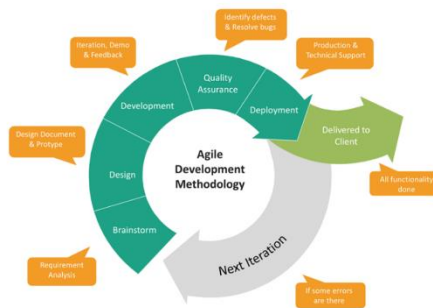 Identify defects
& Resolve bugs
Iteration, Demo
& Feedback
Production &
Technical Support
Quality
Assurance
Development
Deployment
Delivered to
Client
Design Document
& Protype
Agile
Development
Methodology
Design
All functionality
done
Brainstorm
Next Iteration
Requirement
Analysis
If some errors
are there